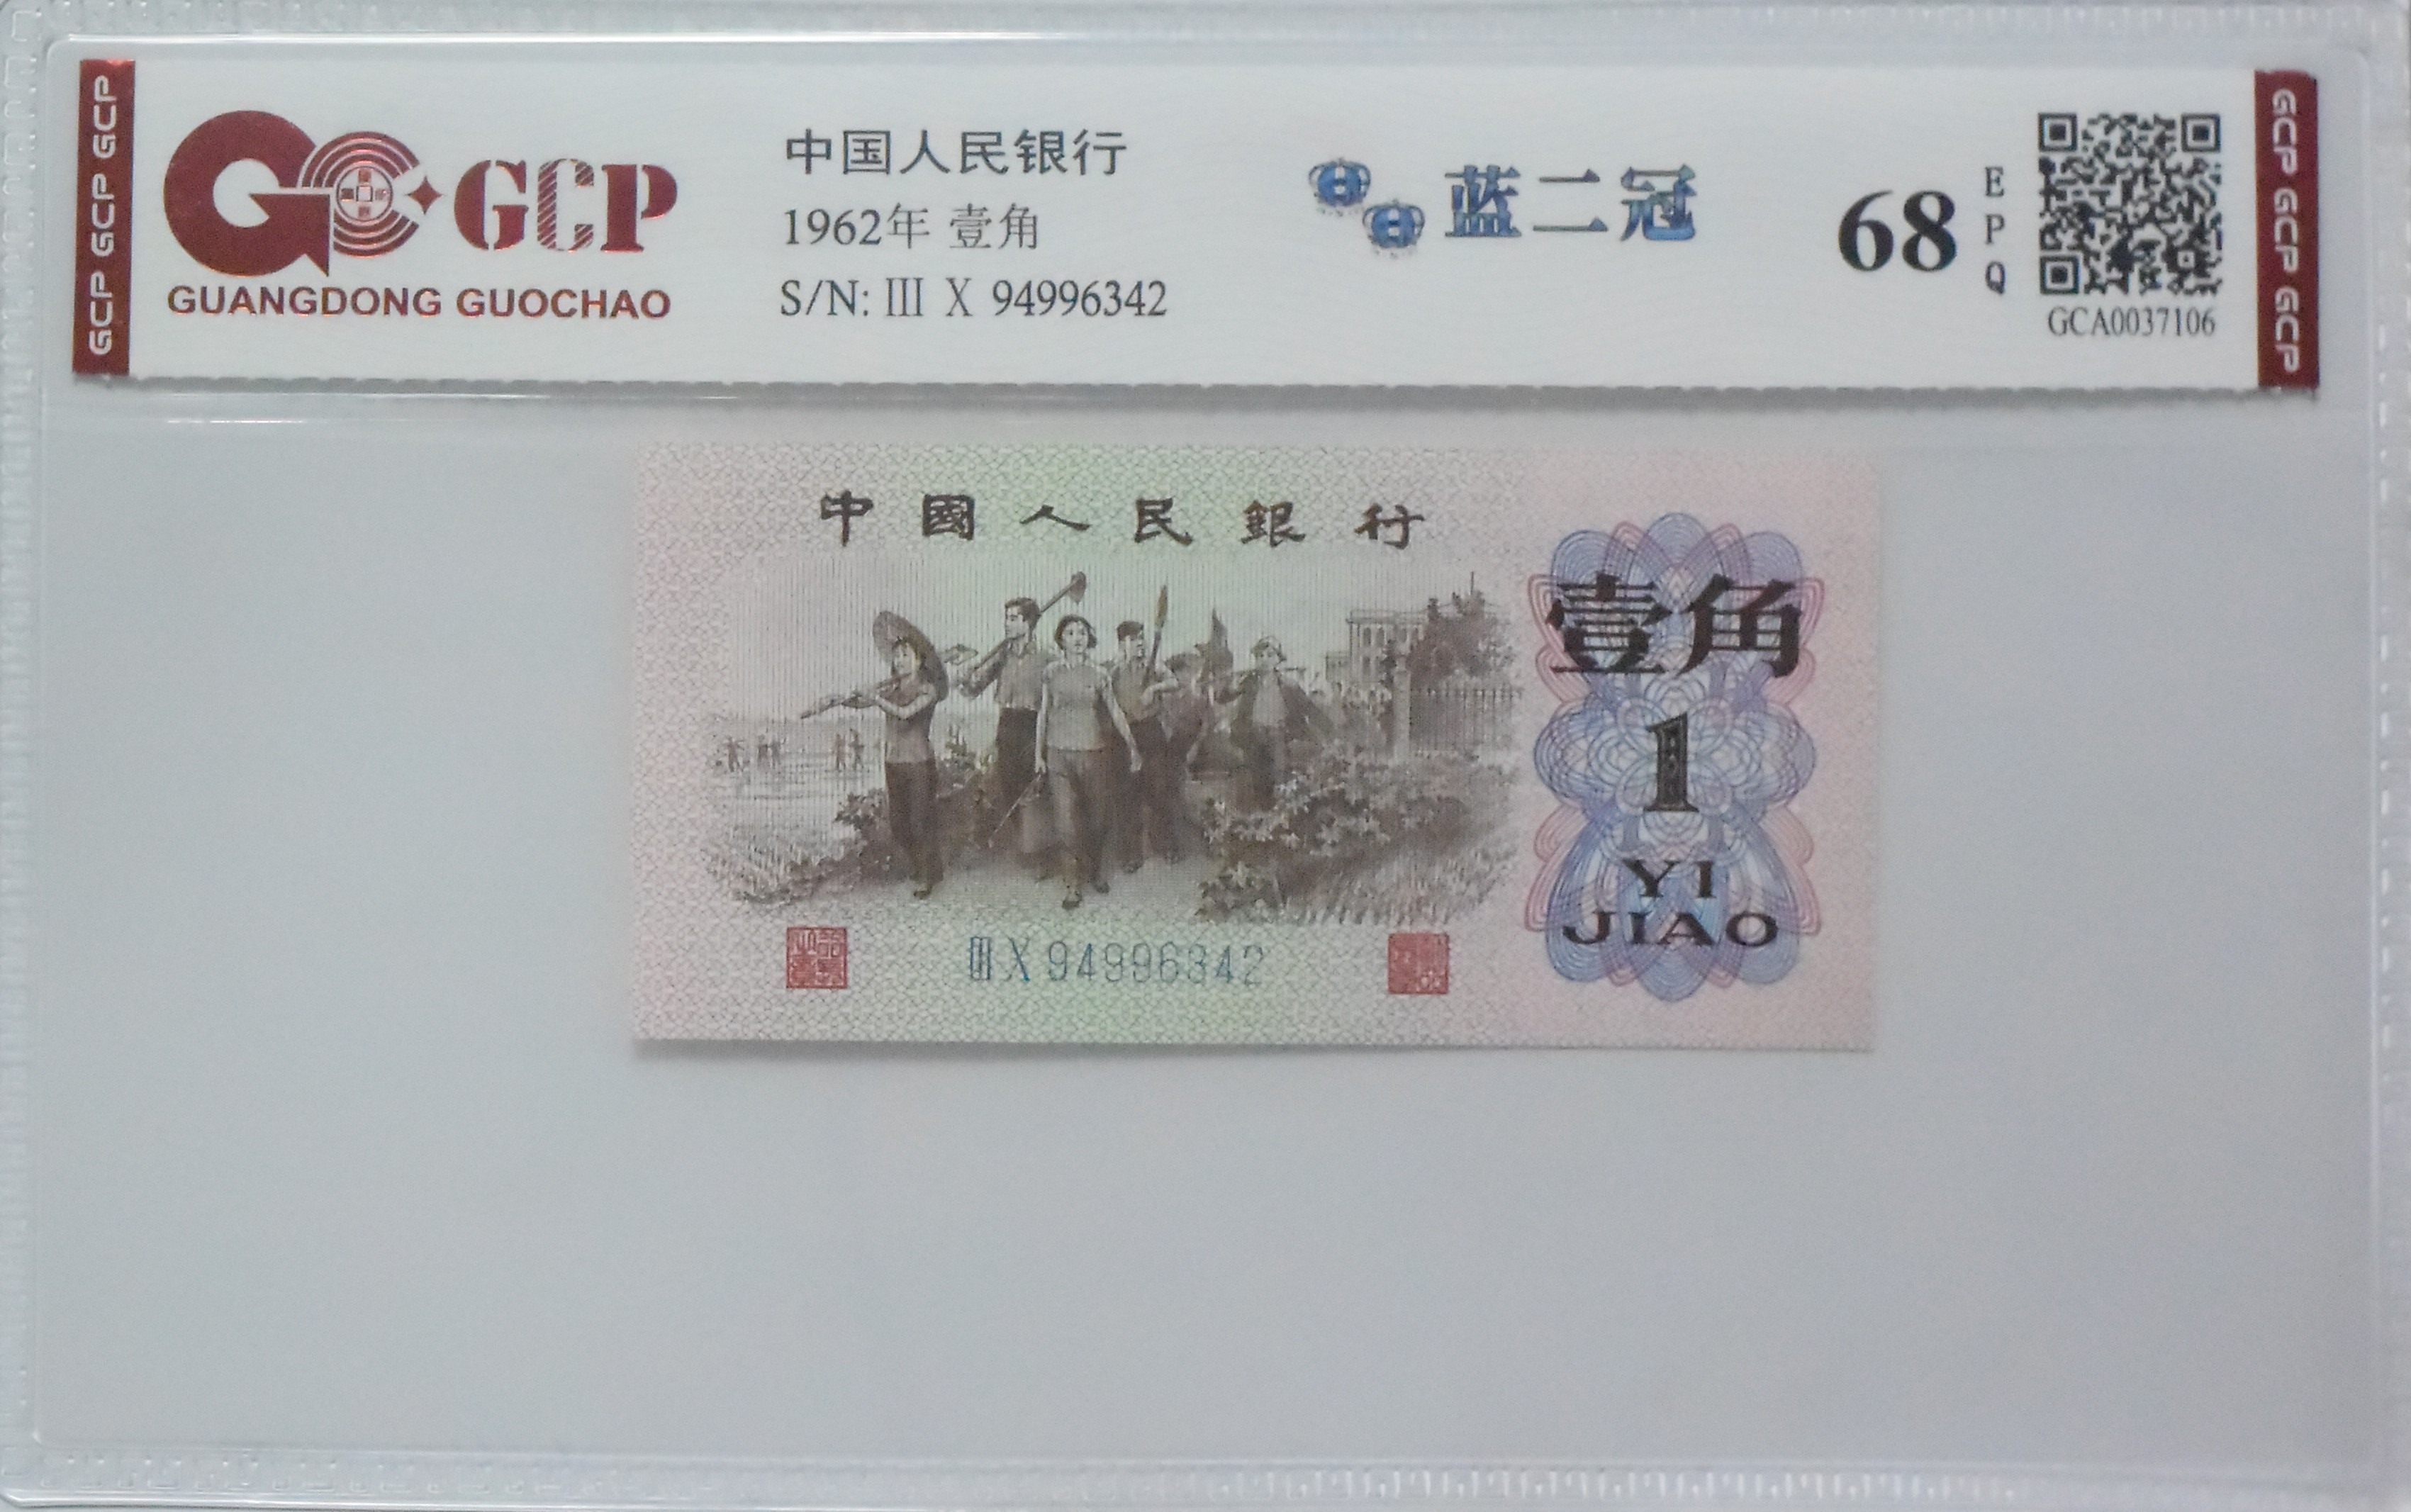 GCP GCP GCP
GCP
GUANGDONG GUOCHAO
中国人民银行
1962年 壹角
S/N: III X 94996342
蓝二冠
68
EPQ
GCA0037106
GCP GCP GCP
中國人民銀行
壹角
1
YI
JIAO
III X 94996342